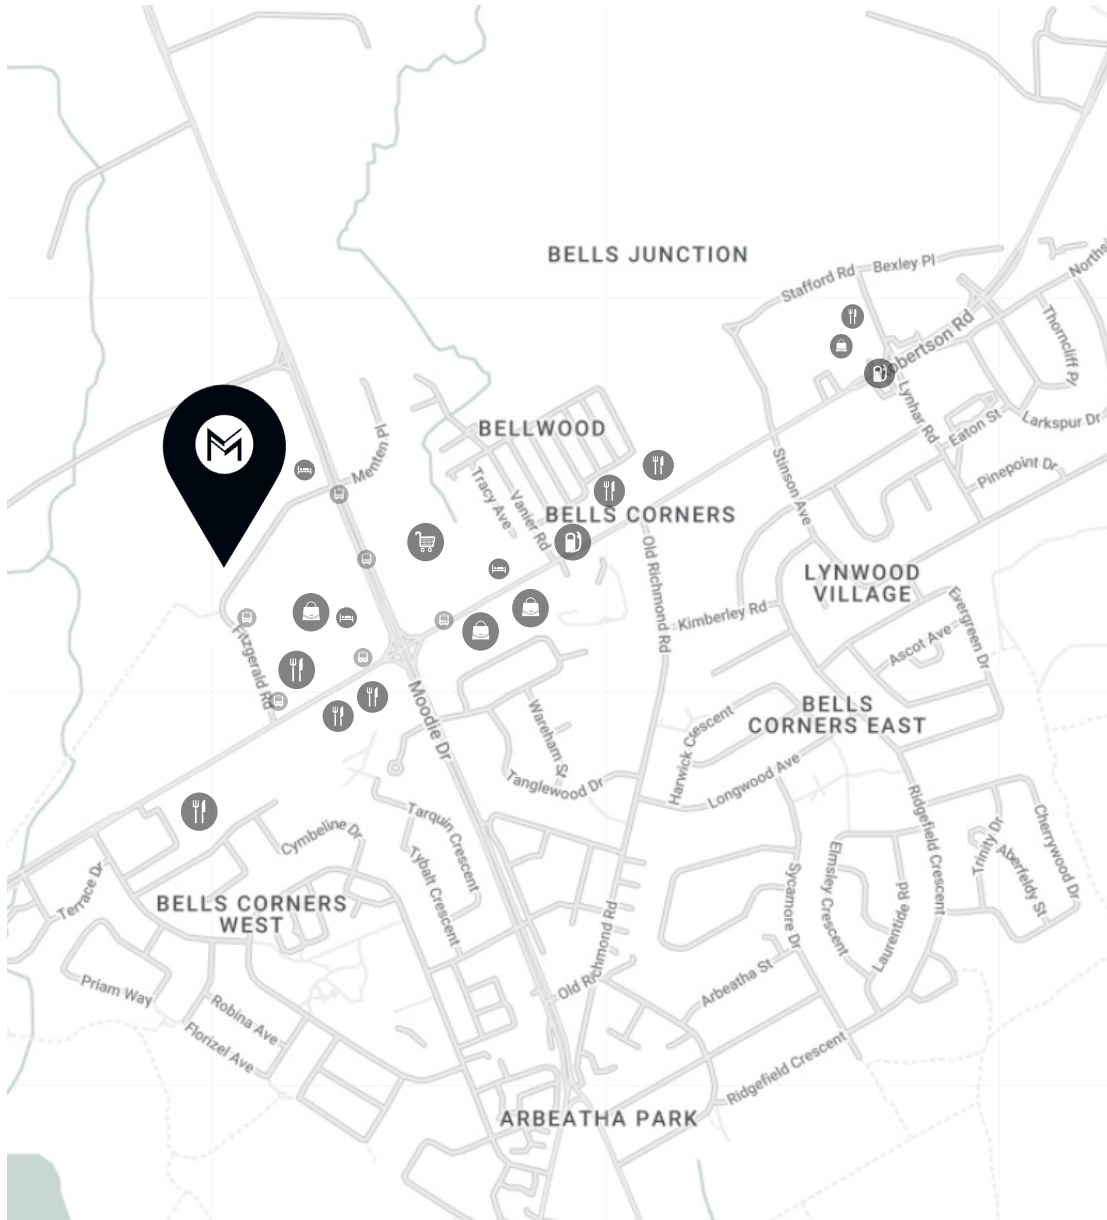 BELLS JUNCTION
Stafford Rd
Bexley Pl
Robertson Rd
Thorncliff Pl
Larkspur Dr
Lynhar Rd
Eaton St
Pinepoint Dr
Menten Pl
BELLWOOD
Tracy Ave
Vanier Rd
BELLS CORNERS
Stinson Ave
Old Richmond Rd
LYNWOOD
VILLAGE
Kimberley Rd
Evergreen Dr
Ascot Ave
Fitzgerald Rd
Moodie Dr
Wareham St
Tanglewood Dr
Harwick Crescent
BELLS
CORNERS EAST
Longwood Ave
Ridgefield Crescent
Tarquin Crescent
Cymbeline Dr
Tybalt Crescent
Terrace Dr
BELLS CORNERS
WEST
Sycamore Dr
Elmsley Crescent
Laurentide Rd
Trinity Dr
Aberfeldy St
Cherrywood Dr
Old Richmond Rd
Arbeatha St
Priam Way
Robina Ave
Florizel Ave
Ridgefield Crescent
ARBEATHA PARK